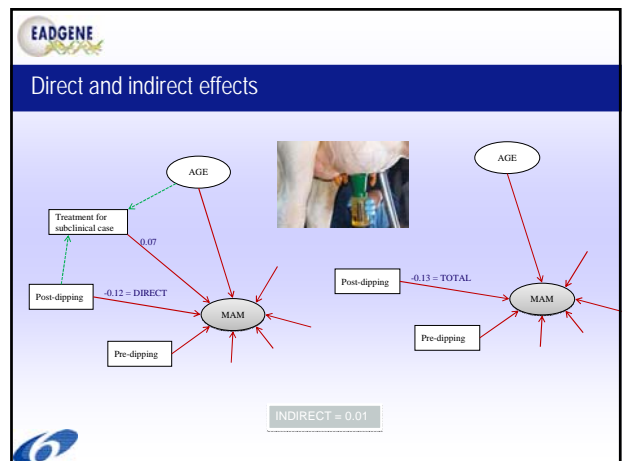 EADGENE
Direct and indirect effects
AGE
Treatment for
subclinical case
0.07
Post-dipping
-0.12 = DIRECT
MAM
Pre-dipping
AGE
Post-dipping
-0.13 = TOTAL
MAM
Pre-dipping
INDIRECT = 0.01
6